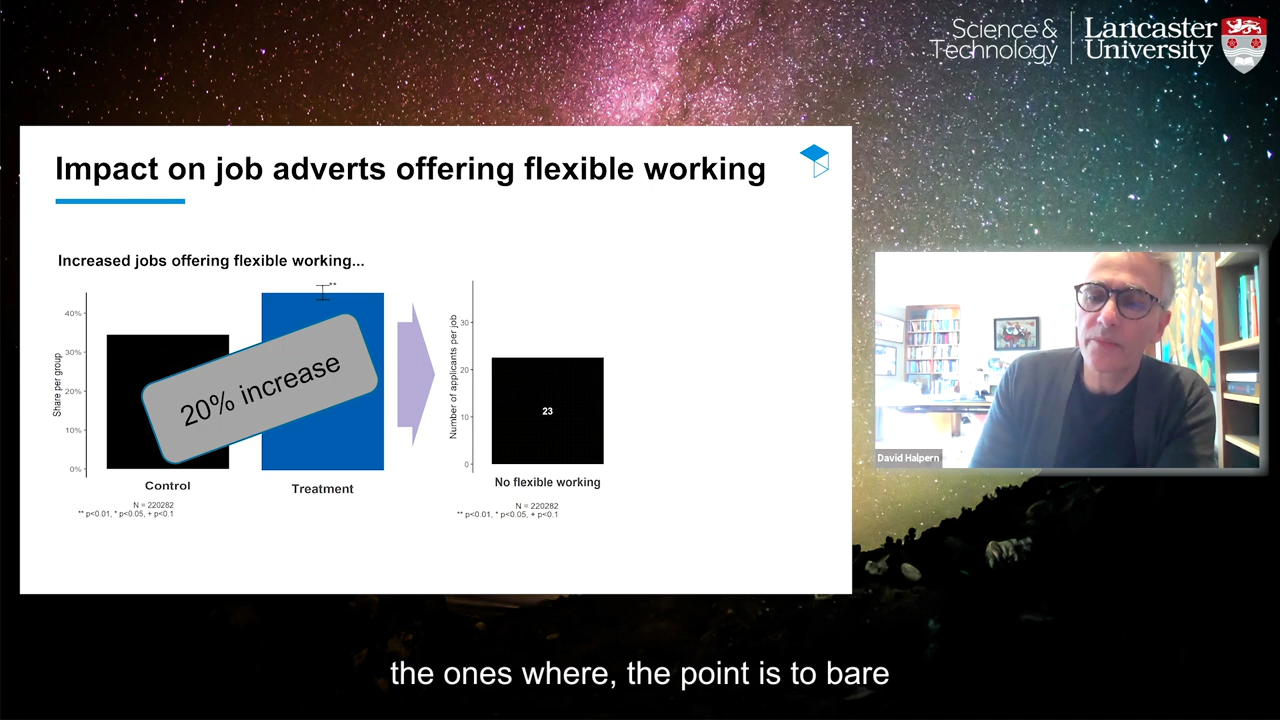 Science & Technology
Lancaster University
Impact on job adverts offering flexible working
Increased jobs offering flexible working...
Share per group
40%
30%
20%
10%
0%
**
20% increase
Control
Treatment
N = 220282
** p<0.01, * p<0.05, + p<0.1
Number of applicants per job
30
20
10
0
23
No flexible working
N = 220282
** p<0.01, * p<0.05, + p<0.1
David Halpern
the ones where, the point is to bare